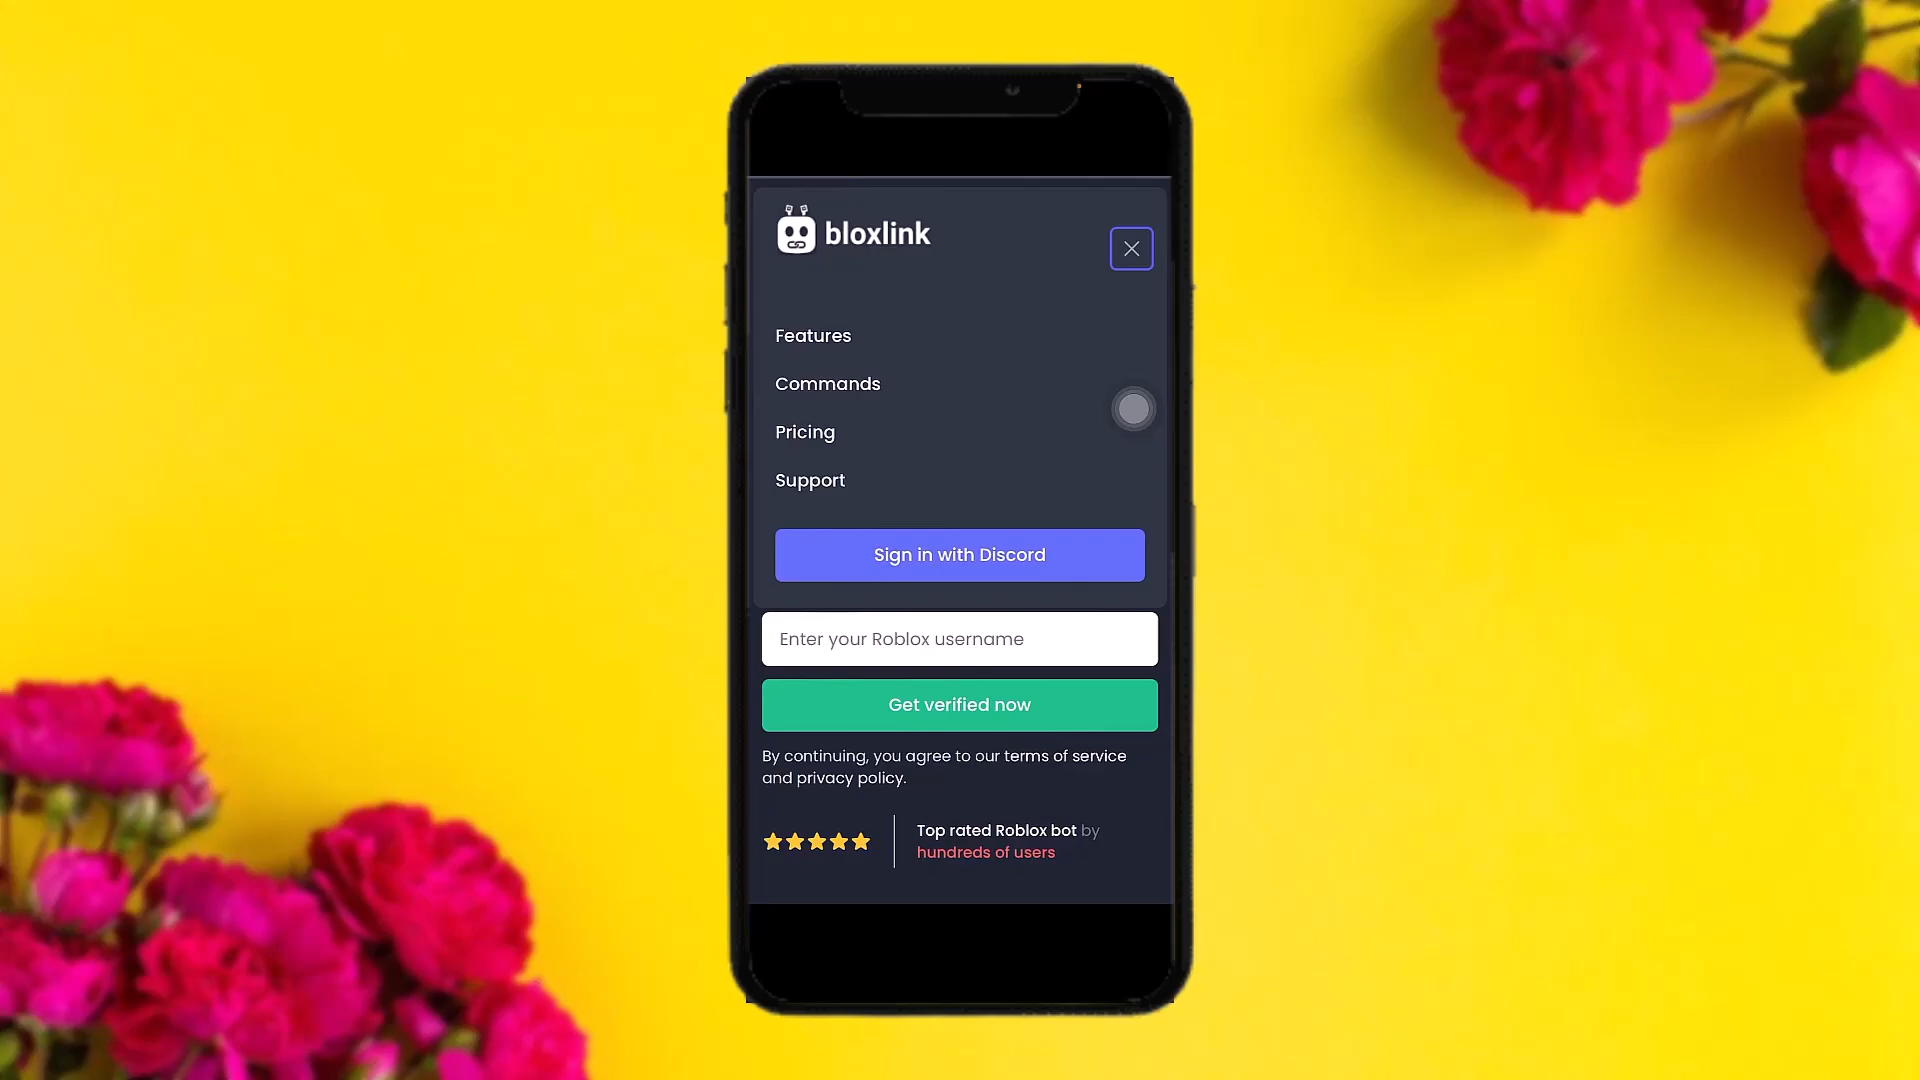 bloxlink
Features
Commands
Pricing
Support
Sign in with Discord
Enter your Roblox username
Get verified now
By continuing, you agree to our terms of service
and privacy policy.
Top rated Roblox bot by
hundreds of users